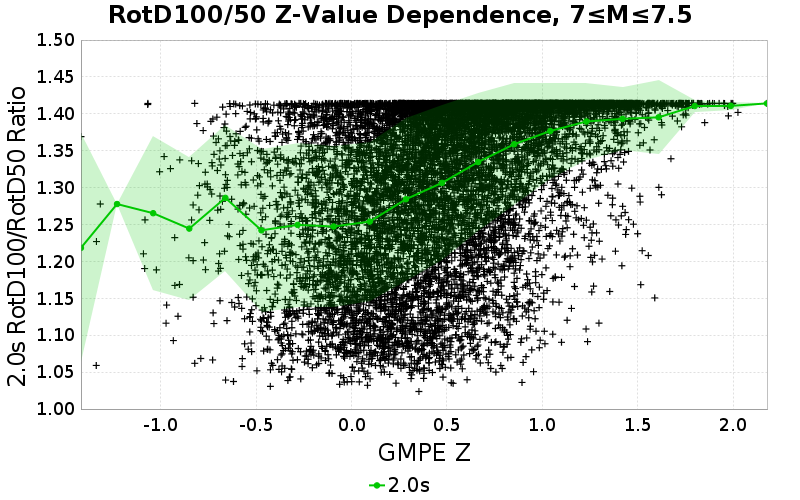 RotD100/50 Z-Value Dependence, 7≤M≤7.5
2.0s RotD100/RotD50 Ratio
1.50
1.45
1.40
1.35
1.30
1.25
1.20
1.15
1.10
1.05
1.00
-1.0 -0.5 0.0 0.5 1.0 1.5 2.0
GMPE Z
2.0s